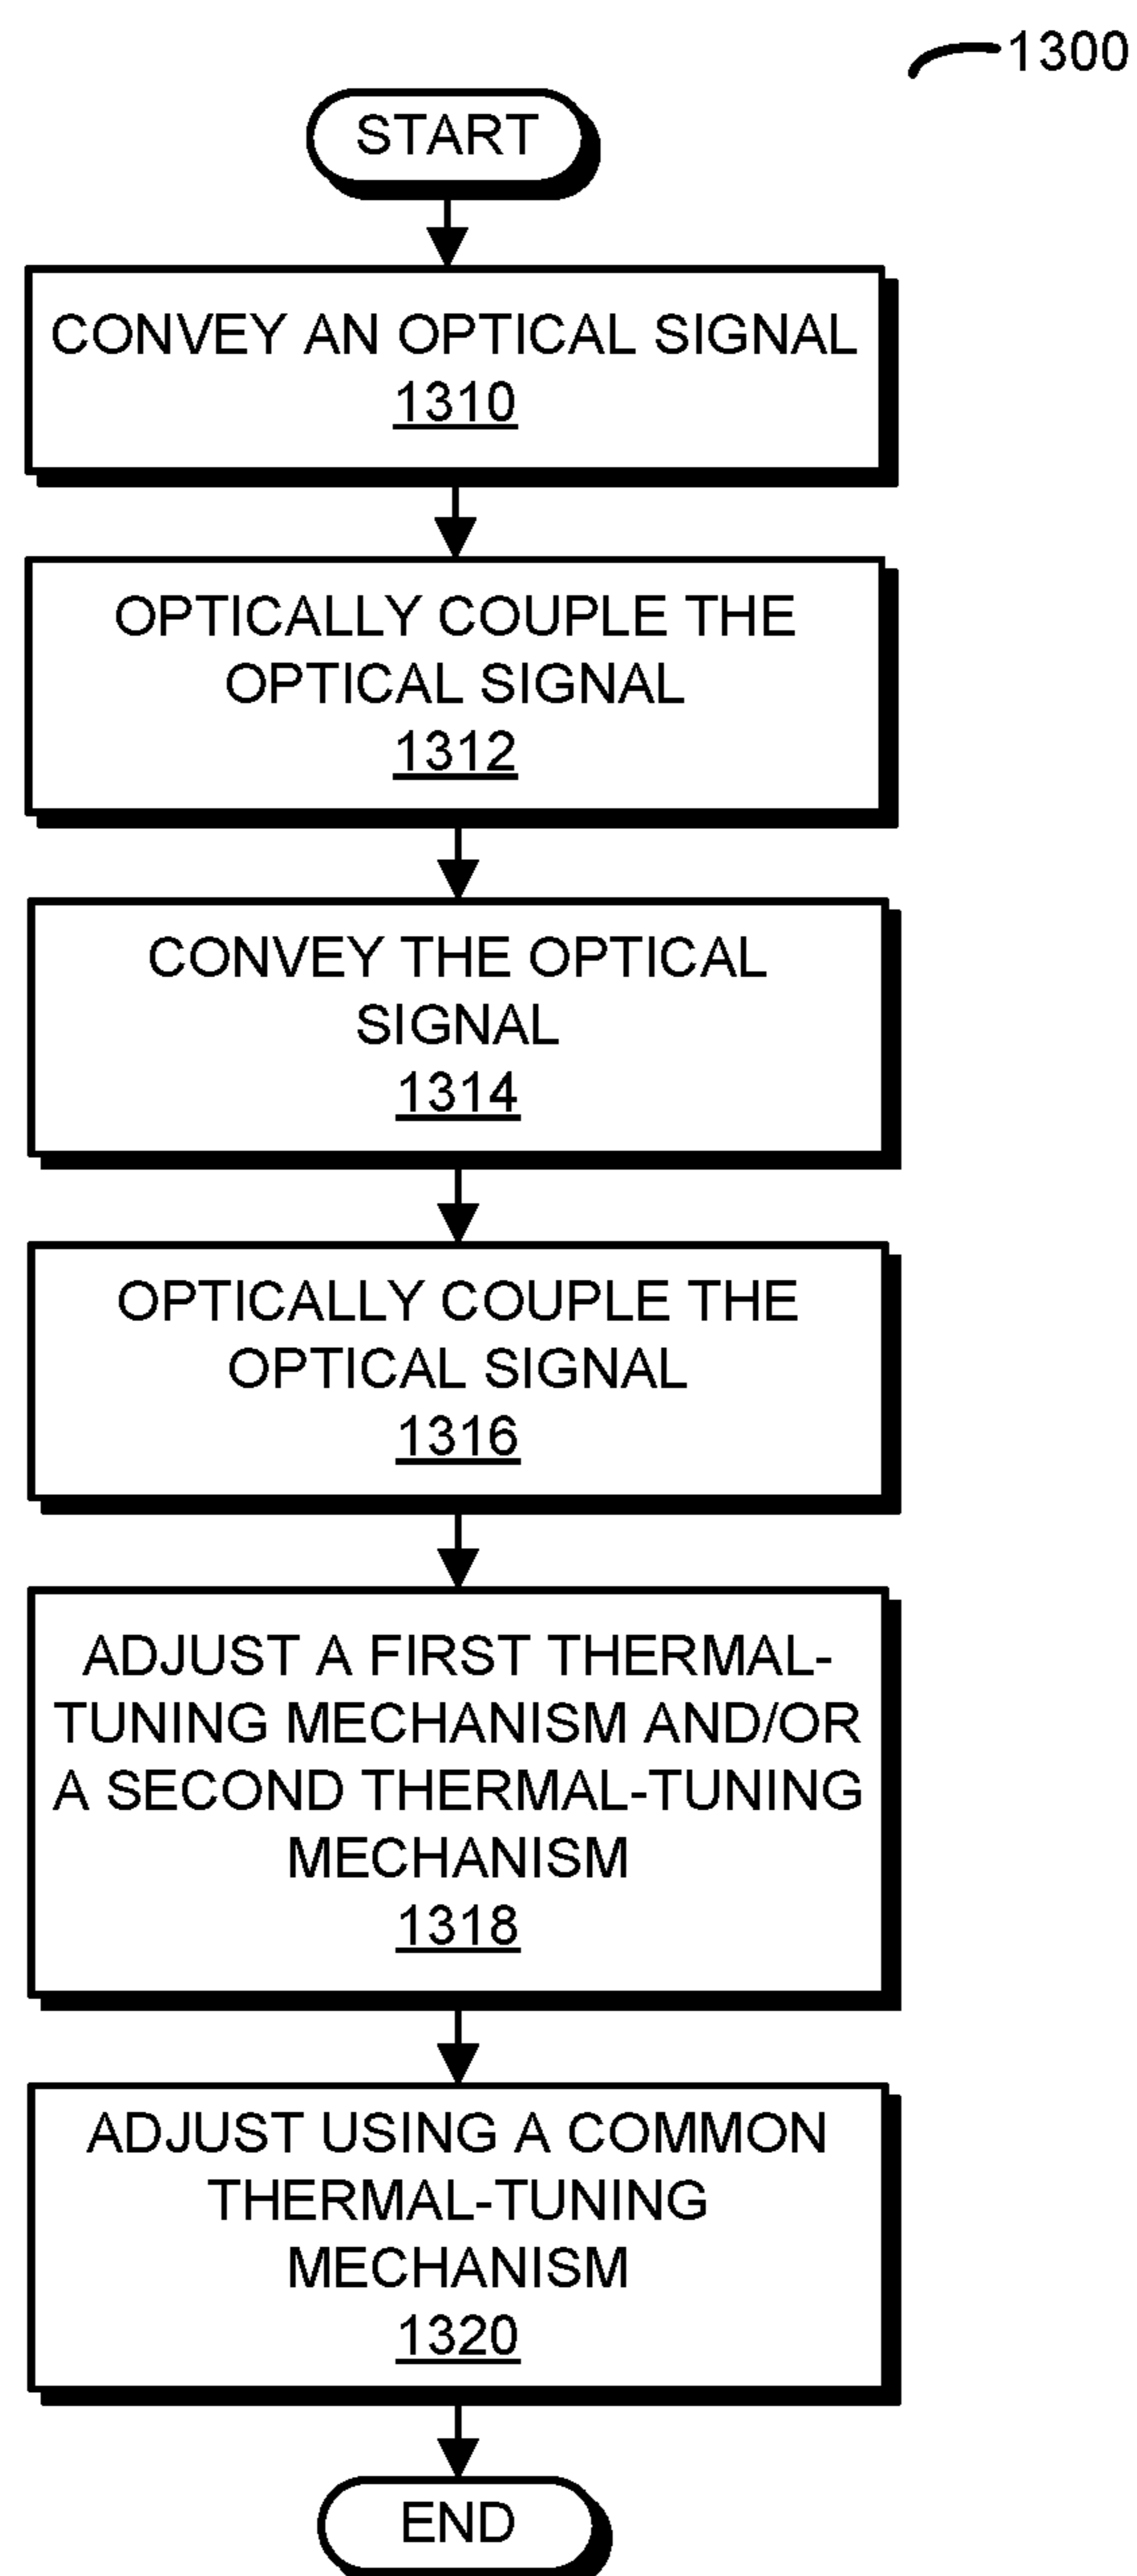 1300
START
CONVEY AN OPTICAL SIGNAL
1310
OPTICALLY COUPLE THE
OPTICAL SIGNAL
1312
CONVEY THE OPTICAL
SIGNAL
1314
OPTICALLY COUPLE THE
OPTICAL SIGNAL
1316
ADJUST A FIRST THERMAL-
TUNING MECHANISM AND/OR
A SECOND THERMAL-TUNING
MECHANISM
1318
ADJUST USING A COMMON
THERMAL-TUNING
MECHANISM
1320
END